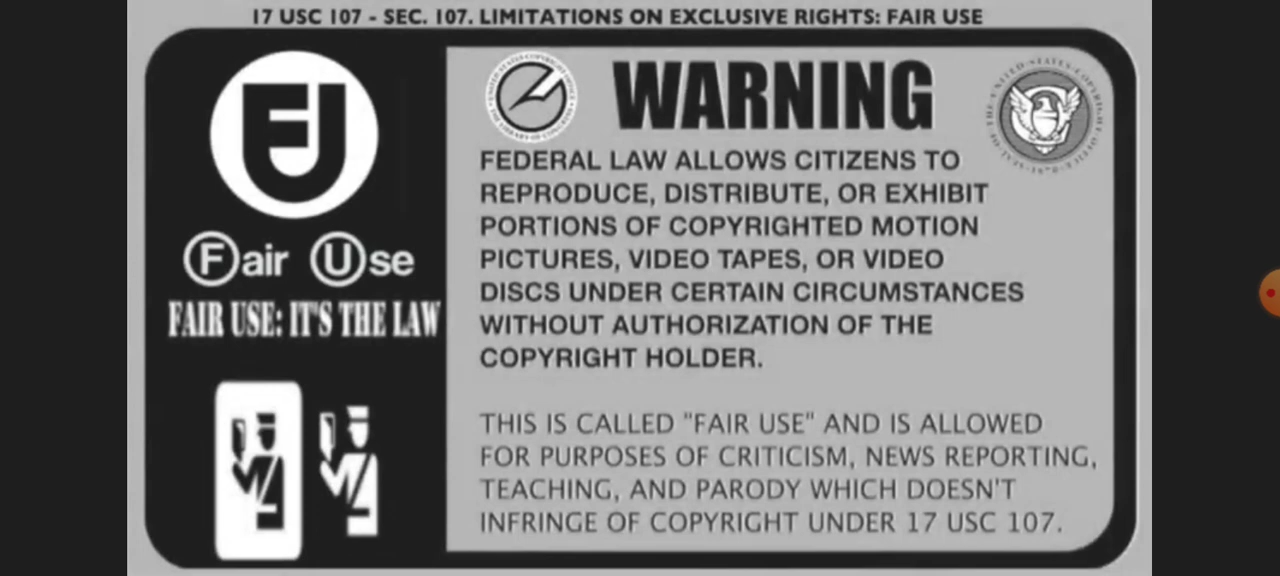 17 USC 107 - SEC. 107. LIMITATIONS ON EXCLUSIVE RIGHTS: FAIR USE
FU
Fair Use
FAIR USE: IT'S THE LAW
WARNING
FEDERAL LAW ALLOWS CITIZENS TO
REPRODUCE, DISTRIBUTE, OR EXHIBIT
PORTIONS OF COPYRIGHTED MOTION
PICTURES, VIDEO TAPES, OR VIDEO
DISCS UNDER CERTAIN CIRCUMSTANCES
WITHOUT AUTHORIZATION OF THE
COPYRIGHT HOLDER.
THIS IS CALLED "FAIR USE" AND IS ALLOWED
FOR PURPOSES OF CRITICISM, NEWS REPORTING,
TEACHING, AND PARODY WHICH DOESN'T
INFRINGE OF COPYRIGHT UNDER 17 USC 107.